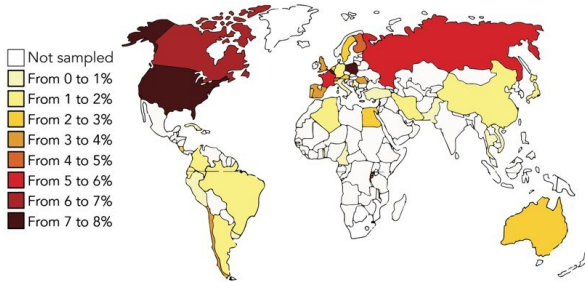 Not sampled
From 0 to 1%
From 1 to 2%
From 2 to 3%
From 3 to 4%
From 4 to 5%
From 5 to 6%
From 6 to 7%
From 7 to 8%